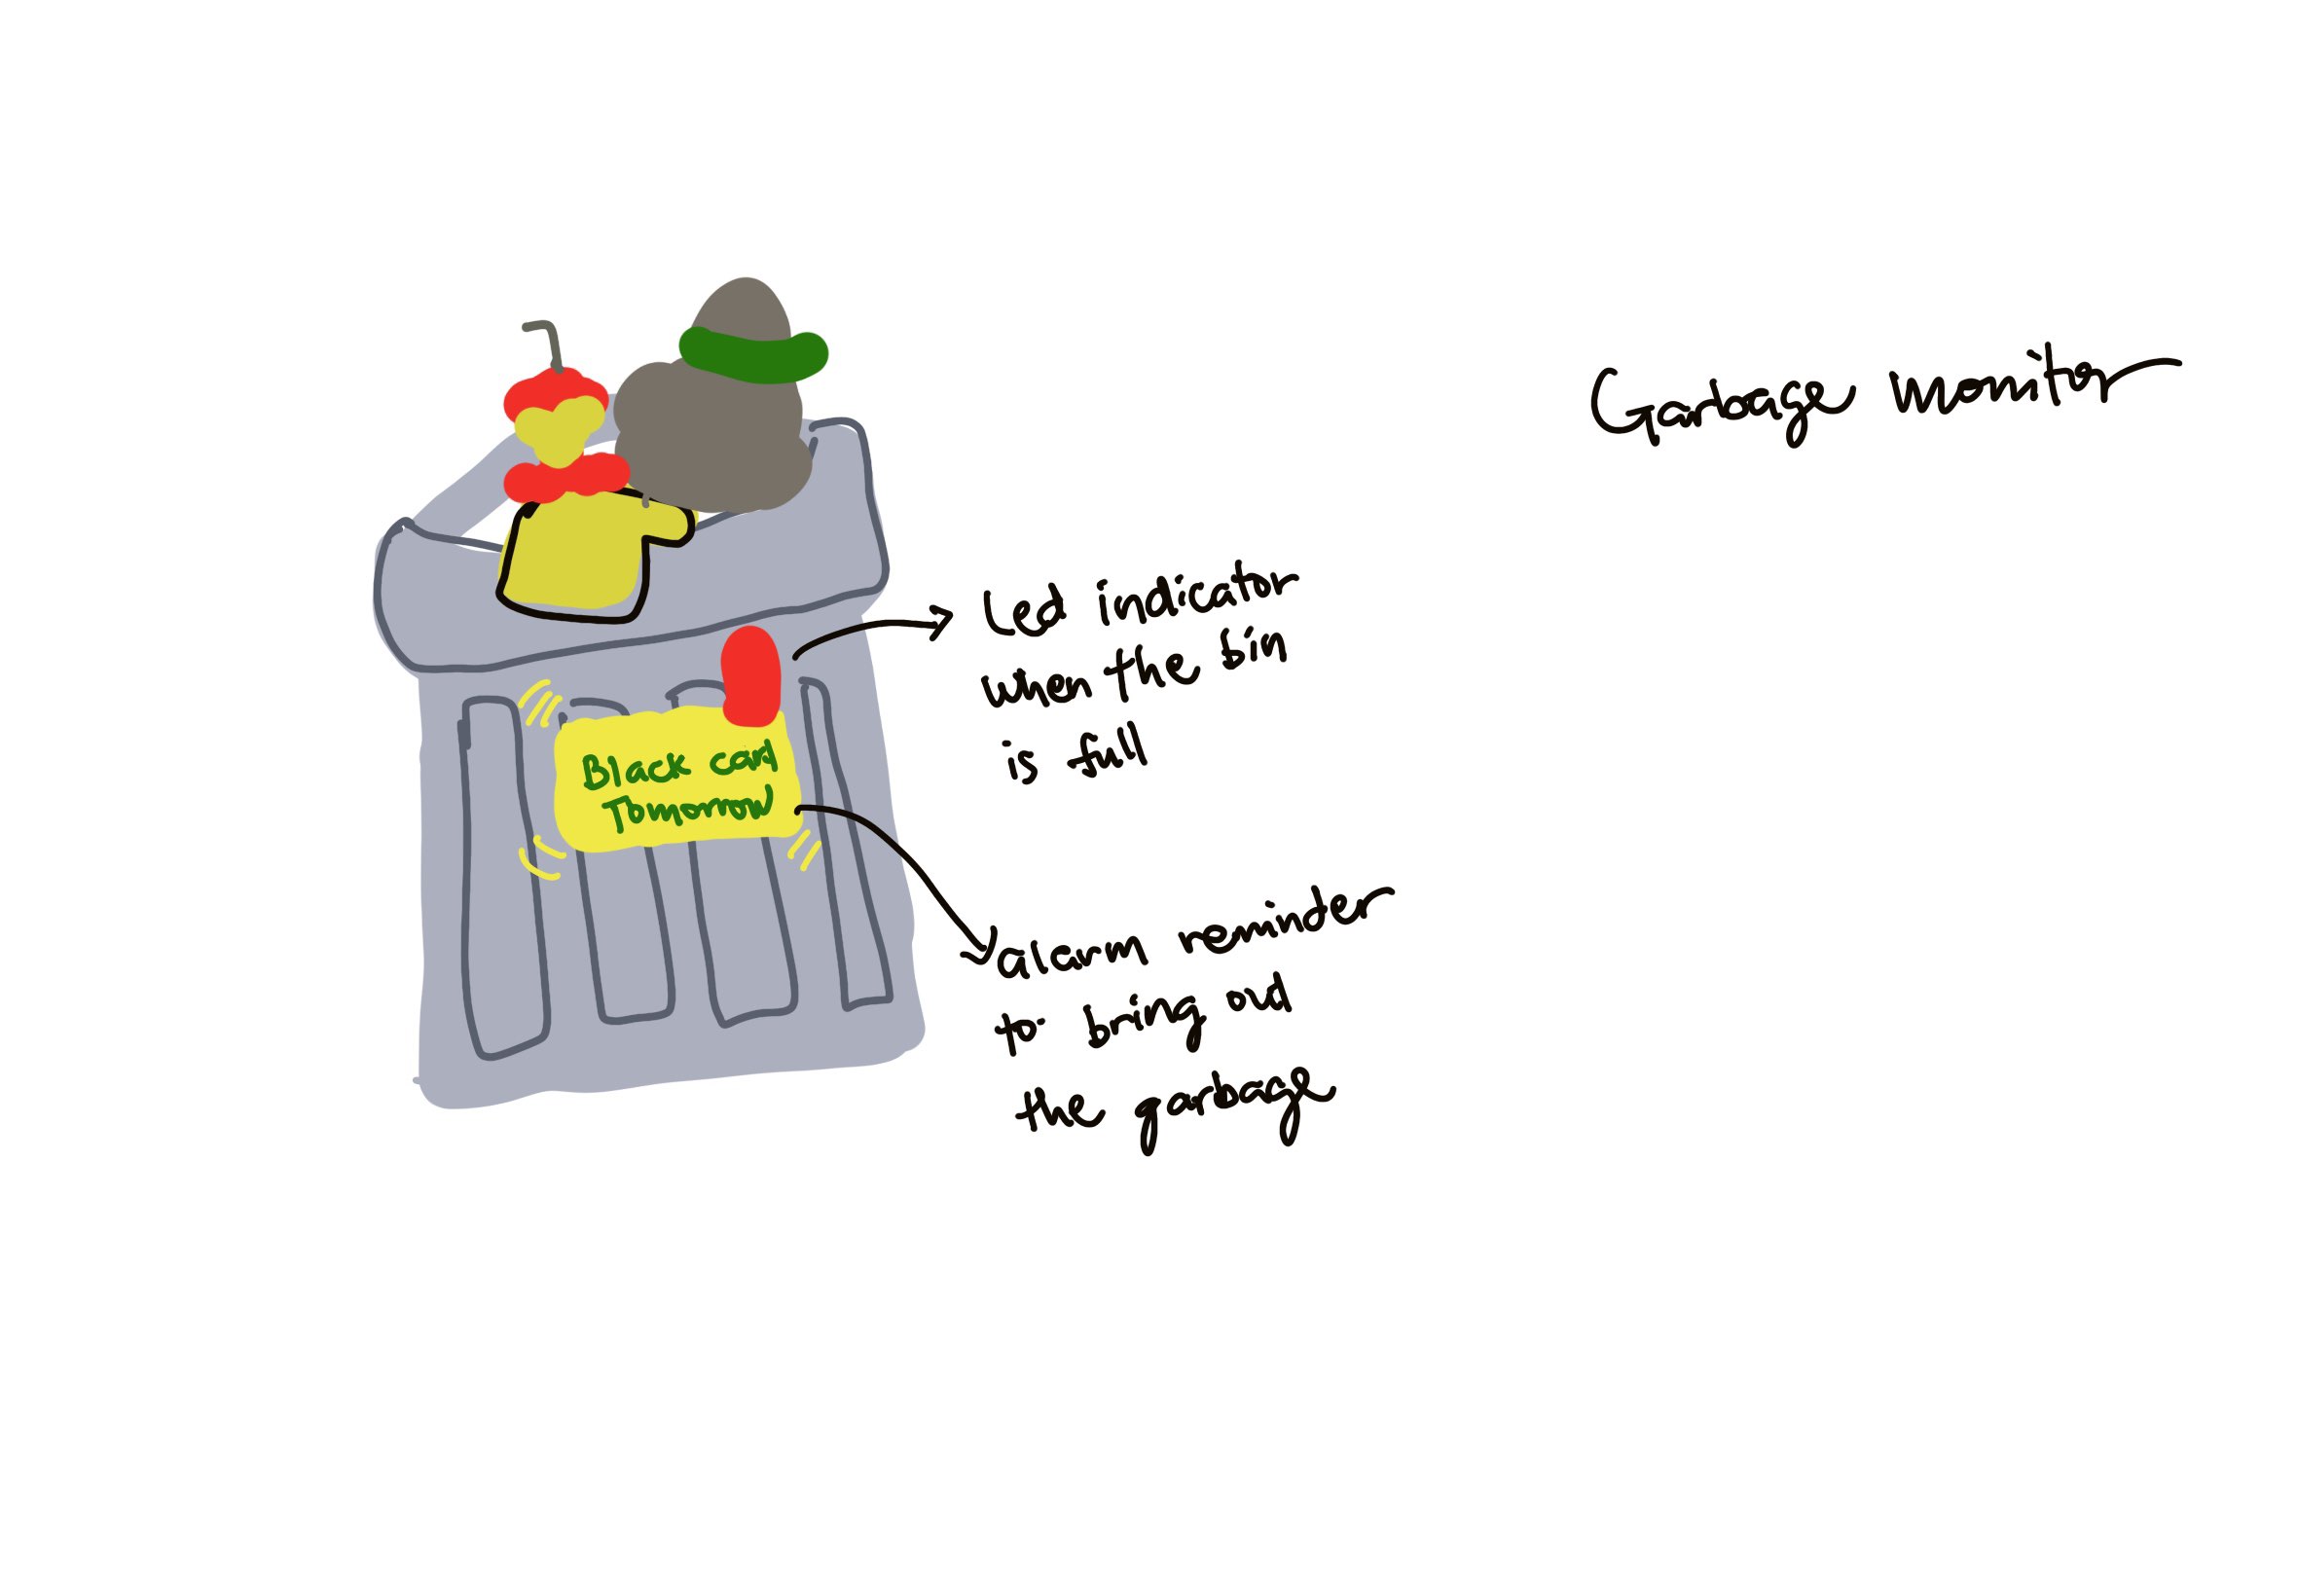 Garbage monitor
Led indicator
when the bin
is full
Black card
Tomorrow
alarm reminder
to bring out
the garbage